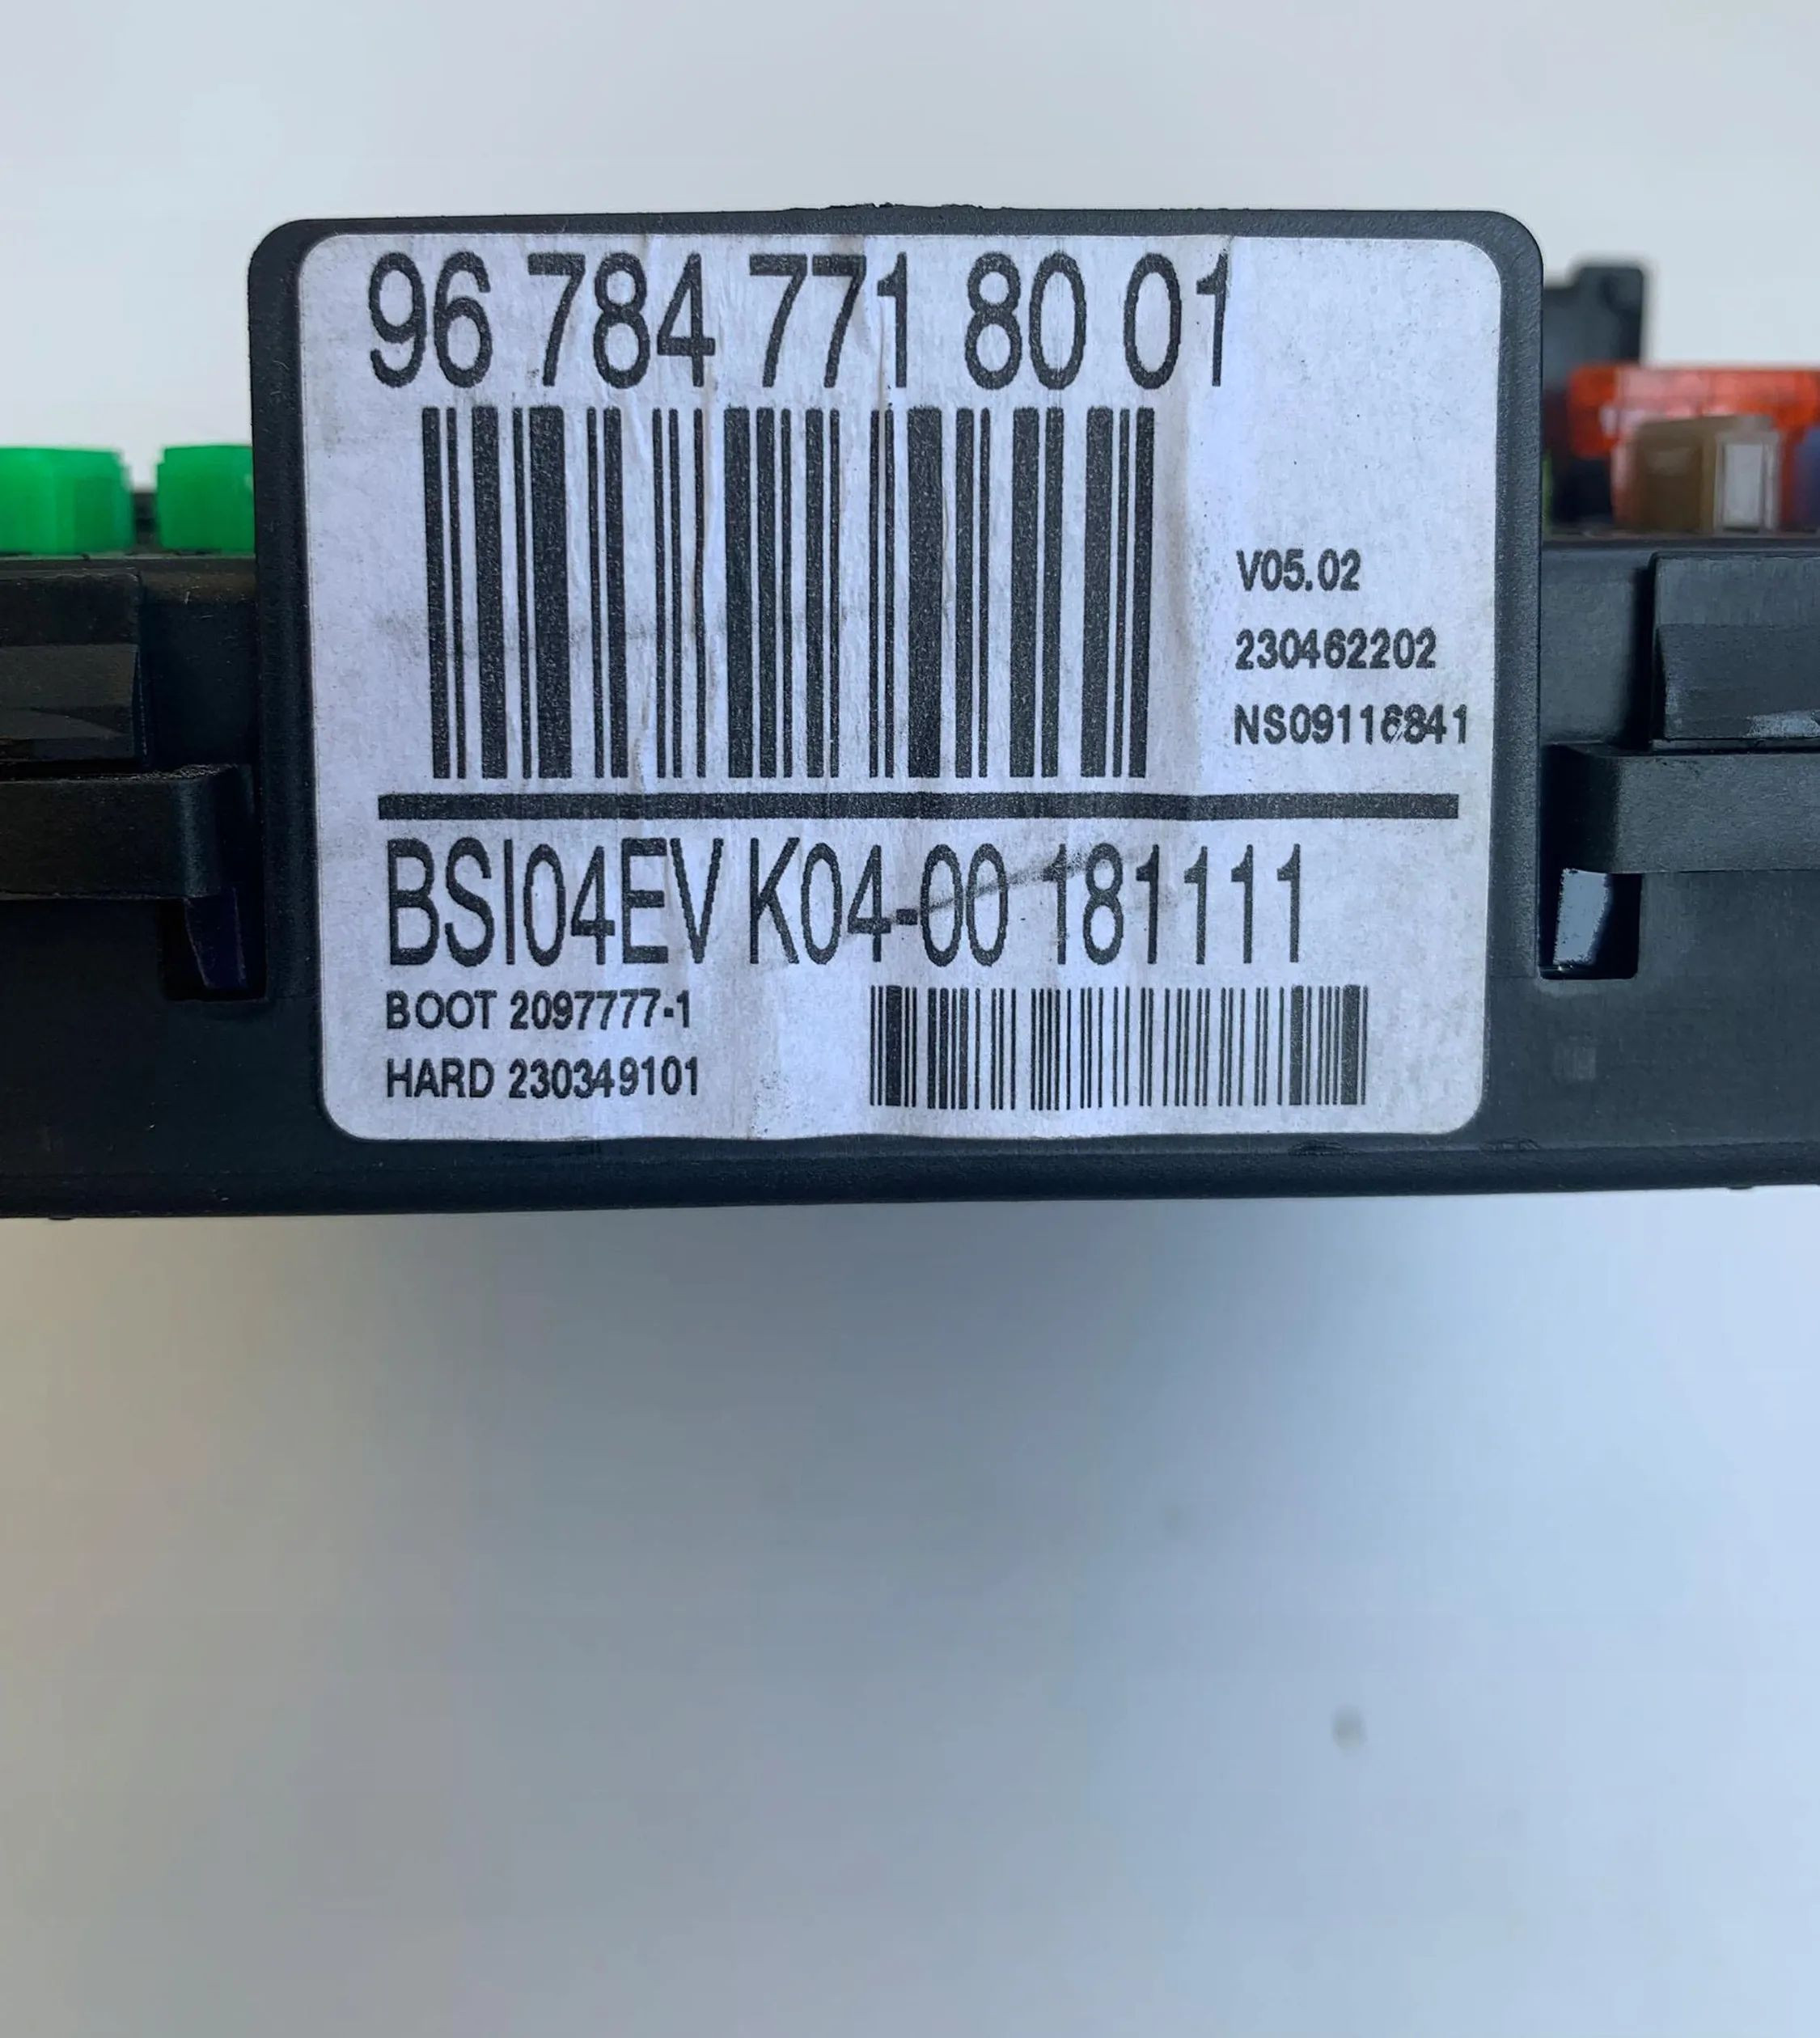 96 784 771 80 01
V05.02
230462202
NS09116841
BSI04EV K04-00 181111
BOOT 2097777-1
HARD 230349101